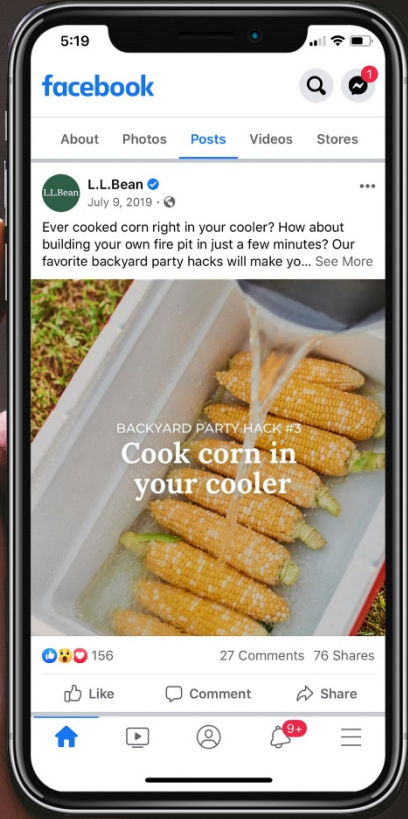 5:19
facebook
1
About Photos Posts Videos Stores
L.L.Bean
L.L.Bean
July 9, 2019 ·
Ever cooked corn right in your cooler? How about
building your own fire pit in just a few minutes? Our
favorite backyard party hacks will make yo... See More
BACKYARD PARTY HACK #3
Cook corn in
your cooler
156 27 Comments 76 Shares
Like Comment Share
9+